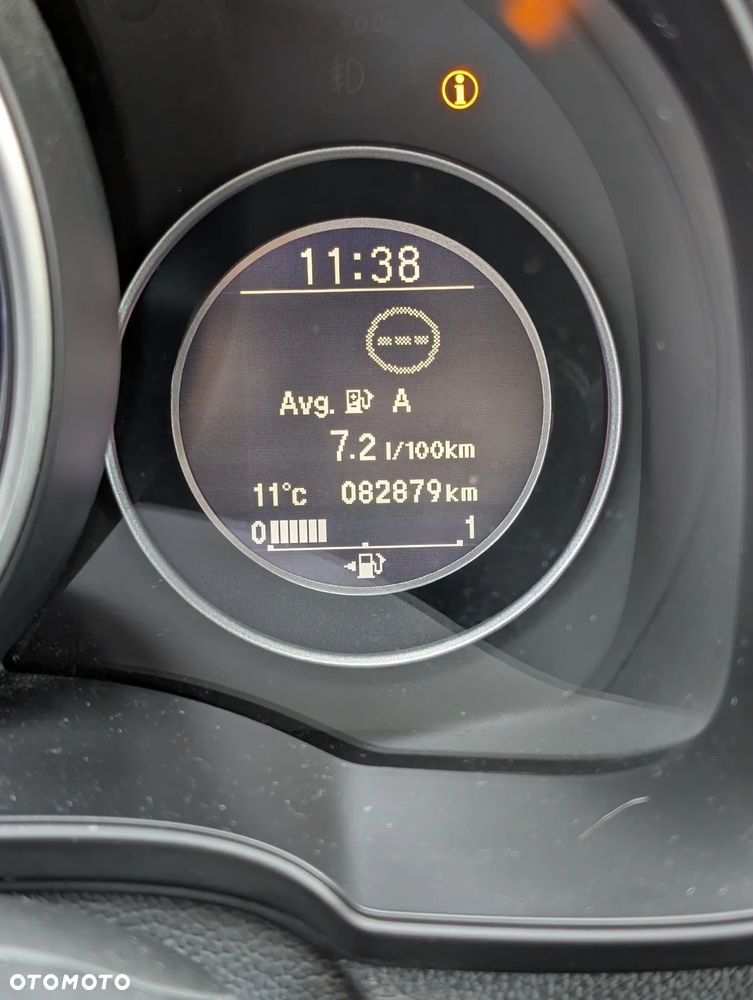 11:38
---
Avg. A
7.2 l/100km
11°c 082879km
0 1
OTOMOTO